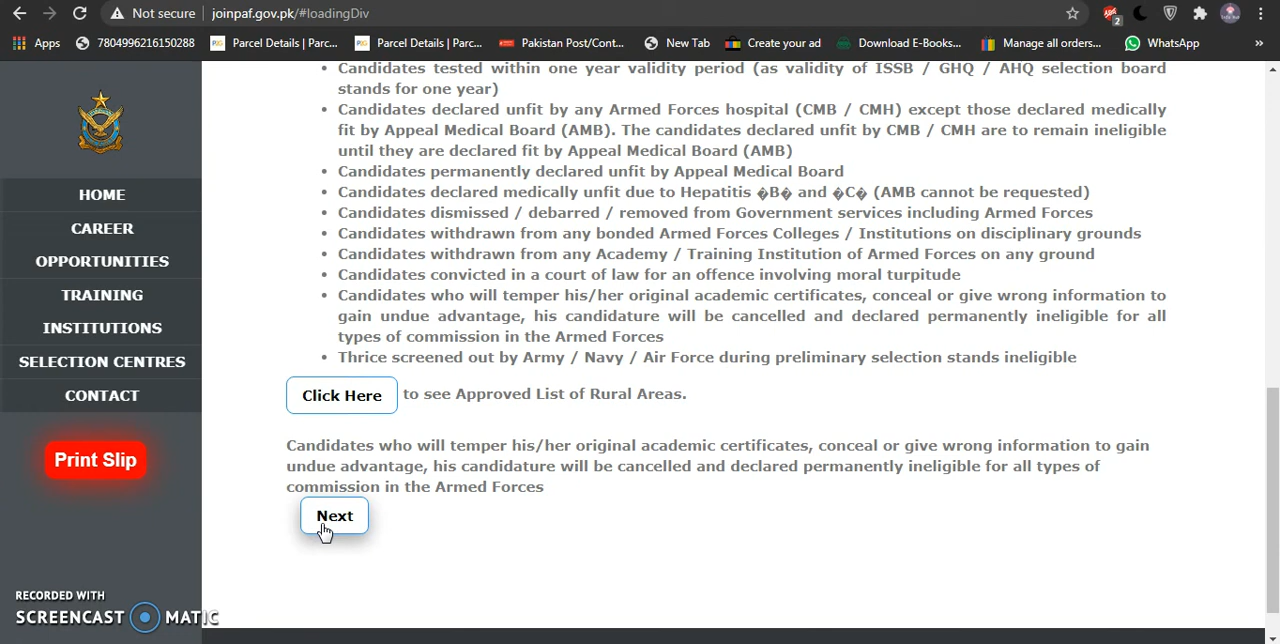 Not secure | joinpaf.gov.pk/#loadingDiv
2
Apps 7804996216150288 Parcel Details | Parc... Parcel Details | Parc... Pakistan Post/Cont... New Tab Create your ad Download E-Books... Manage all orders... WhatsApp »
Candidates tested within one year validity period (as validity of ISSB / GHQ / AHQ selection board
stands for one year)
Candidates declared unfit by any Armed Forces hospital (CMB / CMH) except those declared medically
fit by Appeal Medical Board (AMB). The candidates declared unfit by CMB / CMH are to remain ineligible
until they are declared fit by Appeal Medical Board (AMB)
Candidates permanently declared unfit by Appeal Medical Board
Candidates declared medically unfit due to Hepatitis �B� and �C� (AMB cannot be requested)
Candidates dismissed / debarred / removed from Government services including Armed Forces
Candidates withdrawn from any bonded Armed Forces Colleges / Institutions on disciplinary grounds
Candidates withdrawn from any Academy / Training Institution of Armed Forces on any ground
Candidates convicted in a court of law for an offence involving moral turpitude
Candidates who will temper his/her original academic certificates, conceal or give wrong information to
gain undue advantage, his candidature will be cancelled and declared permanently ineligible for all
types of commission in the Armed Forces
Thrice screened out by Army / Navy / Air Force during preliminary selection stands ineligible
Click Here to see Approved List of Rural Areas.
Candidates who will temper his/her original academic certificates, conceal or give wrong information to gain
undue advantage, his candidature will be cancelled and declared permanently ineligible for all types of
commission in the Armed Forces
Next
HOME
CAREER
OPPORTUNITIES
TRAINING
INSTITUTIONS
SELECTION CENTRES
CONTACT
Print Slip
RECORDED WITH
SCREENCAST MATIC